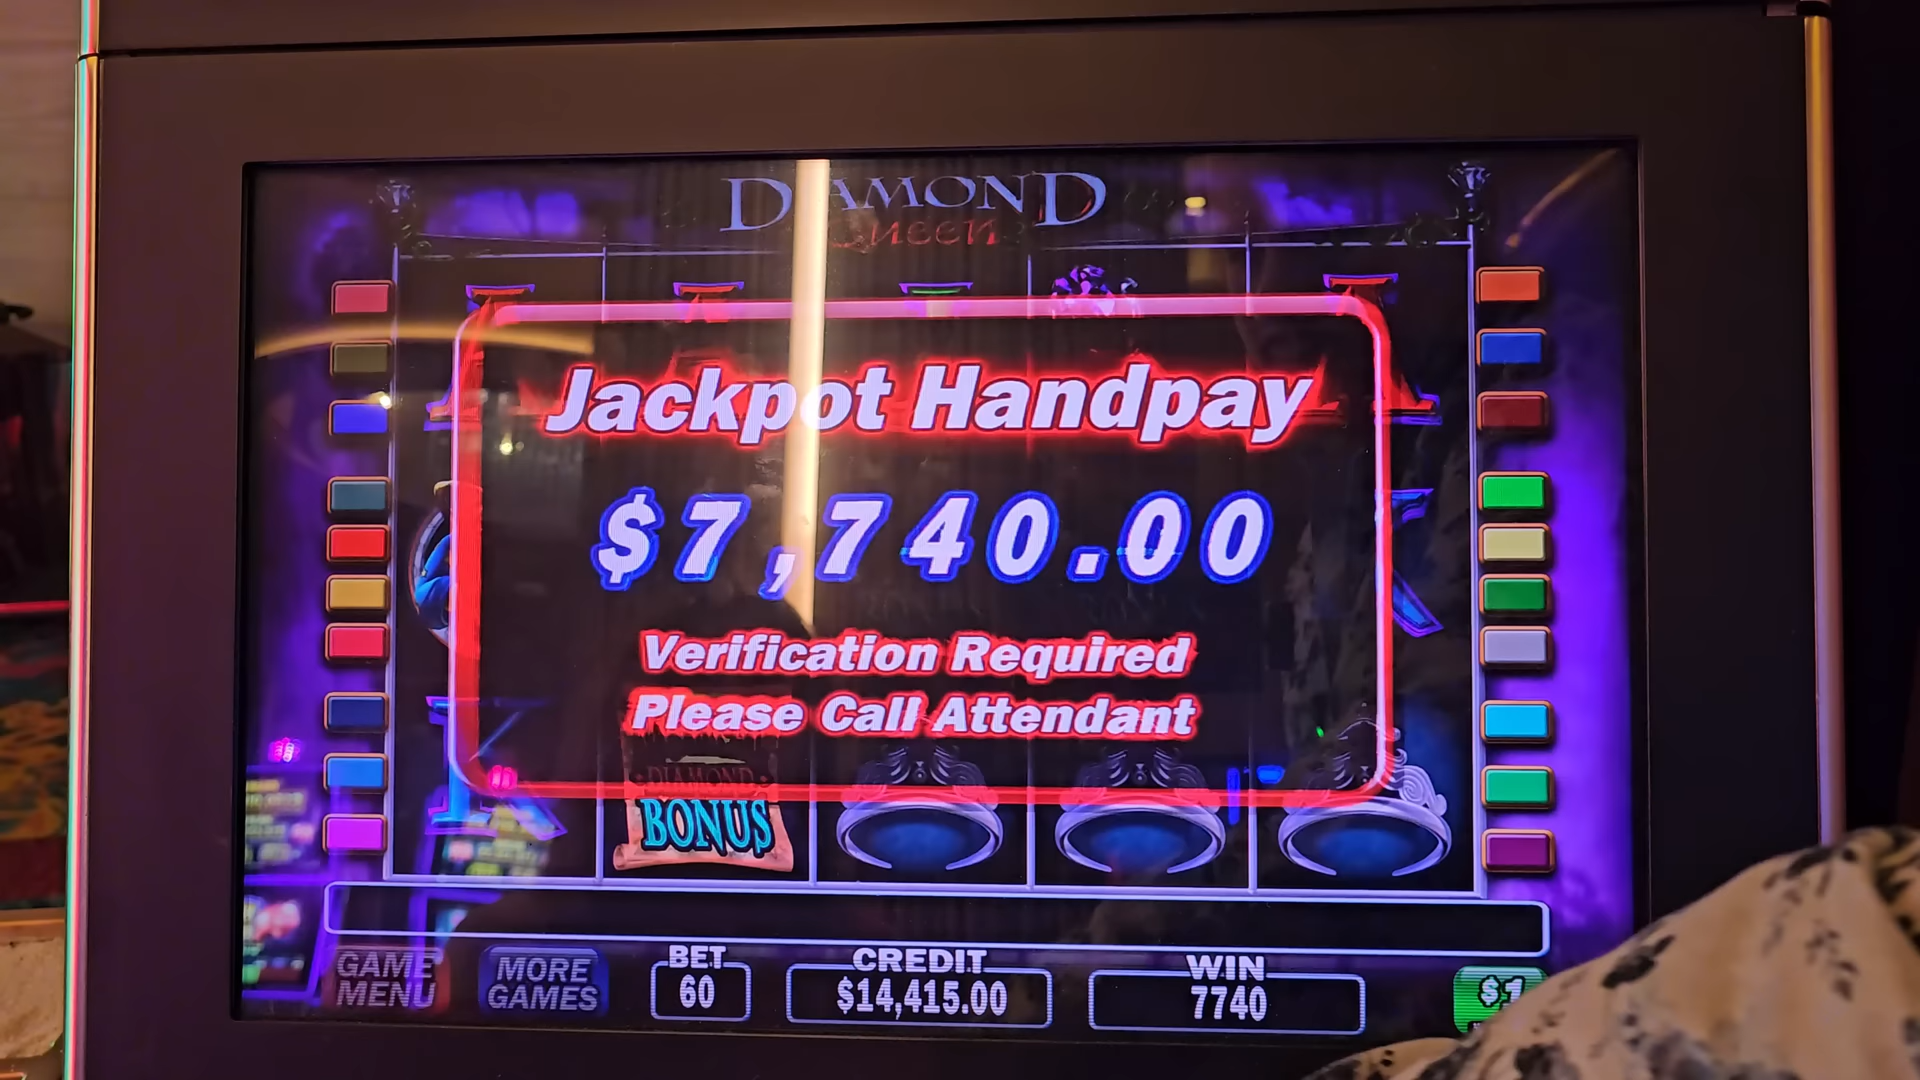 DIAMOND
Queen
Jackpot Handpay
$7,740.00
Verification Required
Please Call Attendant
DIAMOND
BONUS
GAME
MENU
MORE
GAMES
BET
60
CREDIT
$14,415.00
WIN
7740
$1